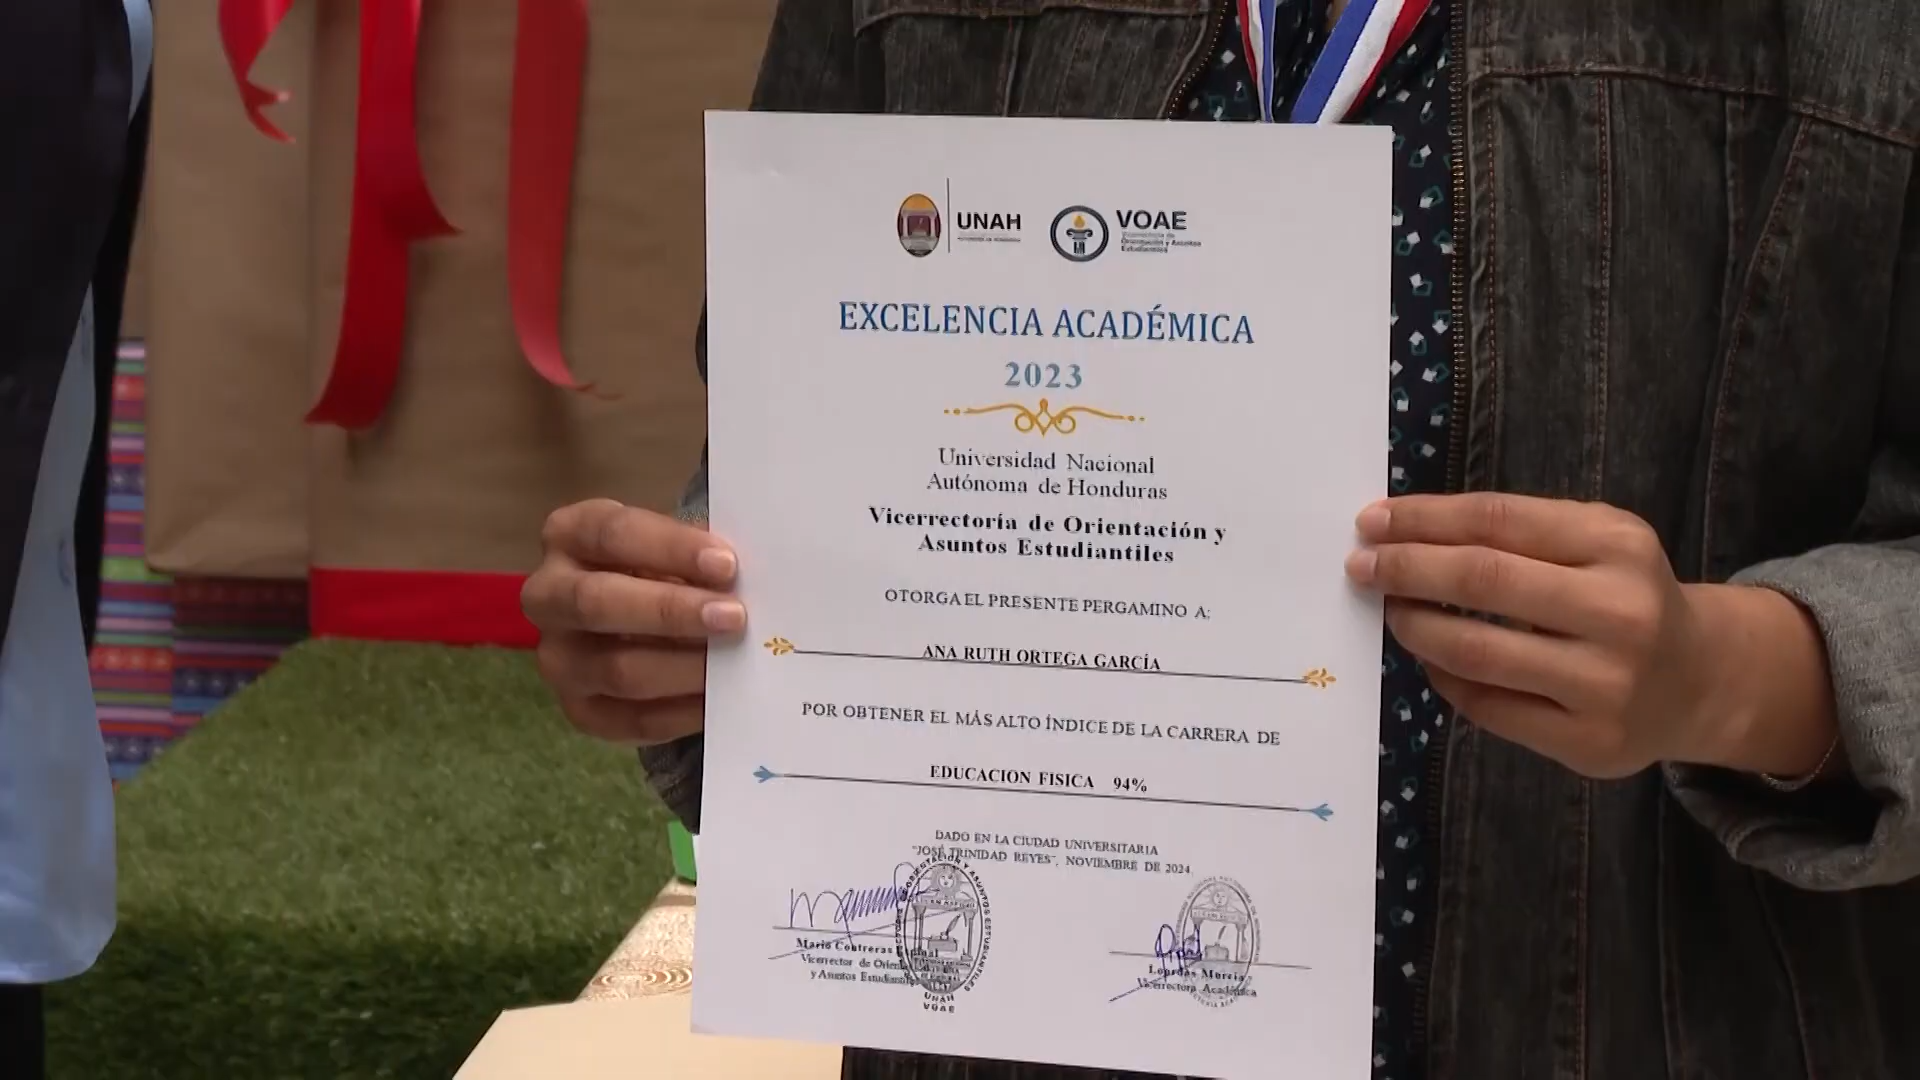 UNAH
VOAE
Orientación y Asuntos
Estudiantiles
EXCELENCIA ACADÉMICA
2023
Universidad Nacional
Autónoma de Honduras
Vicerrectoría de Orientación y
Asuntos Estudiantiles
OTORGA EL PRESENTE PERGAMINO A:
ANA RUTH ORTEGA GARCÍA
POR OBTENER EL MÁS ALTO ÍNDICE DE LA CARRERA DE
EDUCACION FISICA 94%
DADO EN LA CIUDAD UNIVERSITARIA
"JOSÉ TRINIDAD REYES", NOVIEMBRE DE 2024
Mario Contreras
Vicerrector de
y Asuntos
UNAH
VOAE
Lourdes Murcia
Vicerrectora Académica